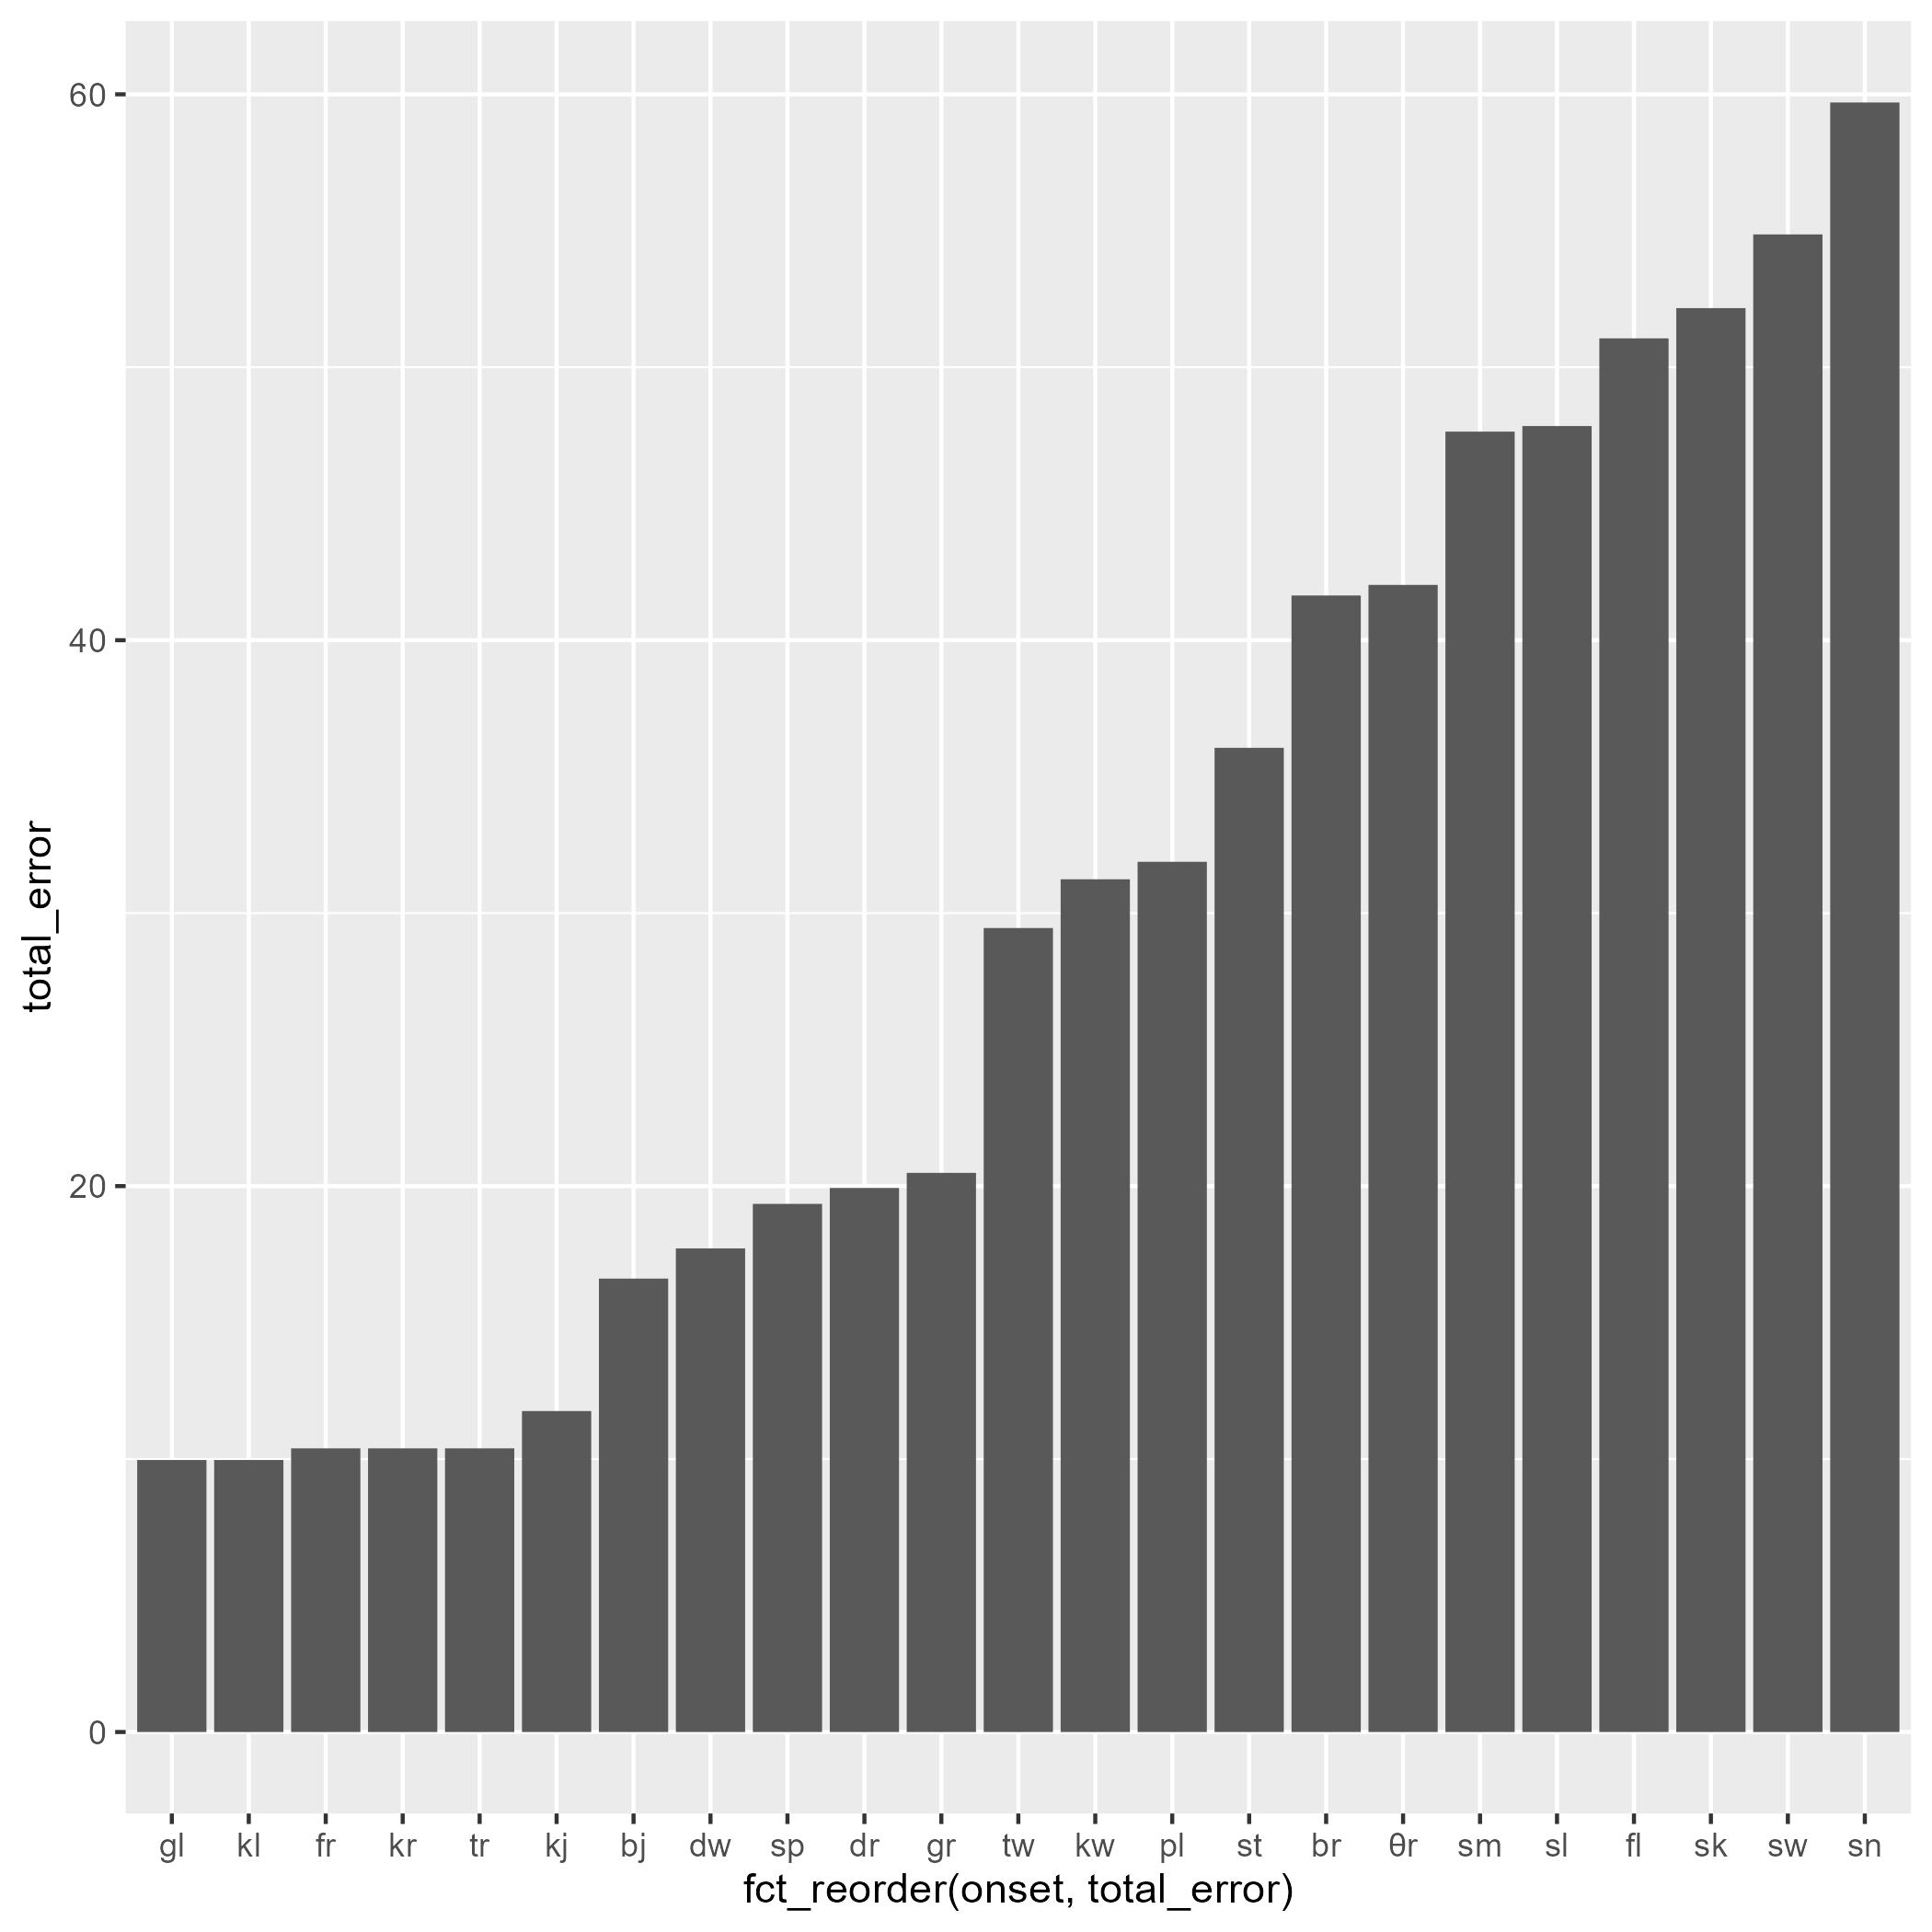 total_error
60
40
20
0
gl kl fr kr tr kj bj dw sp dr gr tw kw pl st br θr sm sl fl sk sw sn
fct_reorder(onset, total_error)